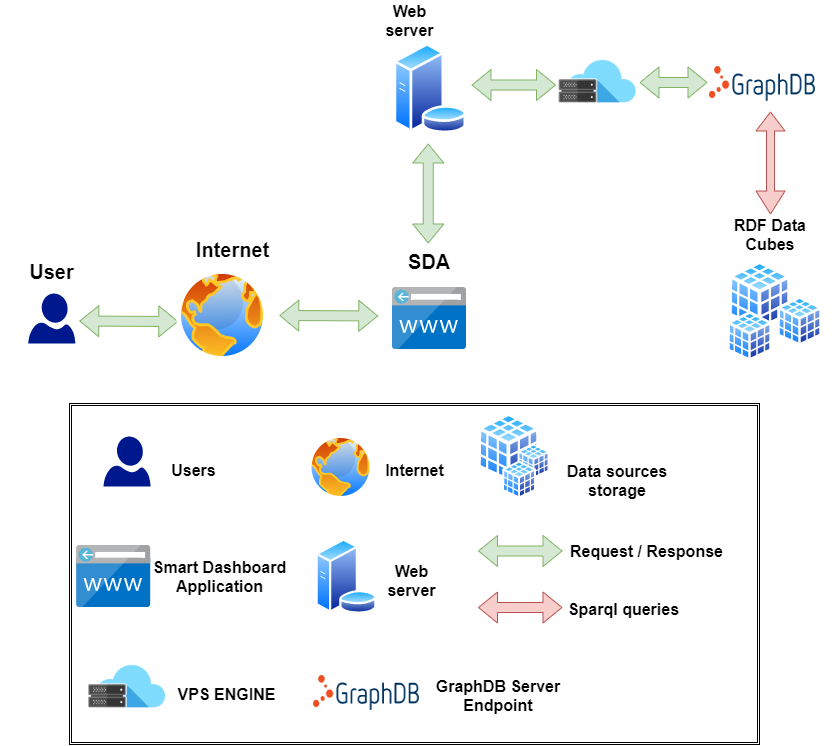 Web
server
GraphDB
RDF Data
Cubes
Internet
User
SDA
WWW
Users
Internet
Data sources
storage
WWW
Smart Dashboard
Application
Web
server
Request / Response
Sparql queries
VPS ENGINE
GraphDB
GraphDB Server
Endpoint